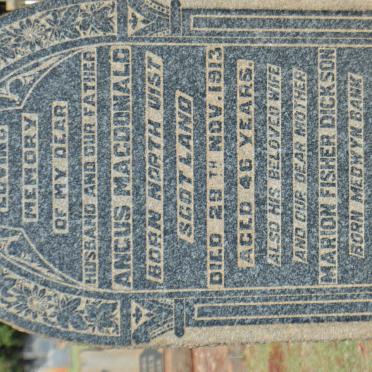 MEMORY
OF MY DEAR
HUSBAND AND OUR FATHER
ANGUS MACDONALD
BORN NORTH UIST
SCOTLAND
DIED 29TH NOV. 1913
AGED 46 YEARS.
ALSO HIS BELOVED WIFE
AND OUR DEAR MOTHER
MARION FISHER DICKSON
BORN MEDWYN BANK